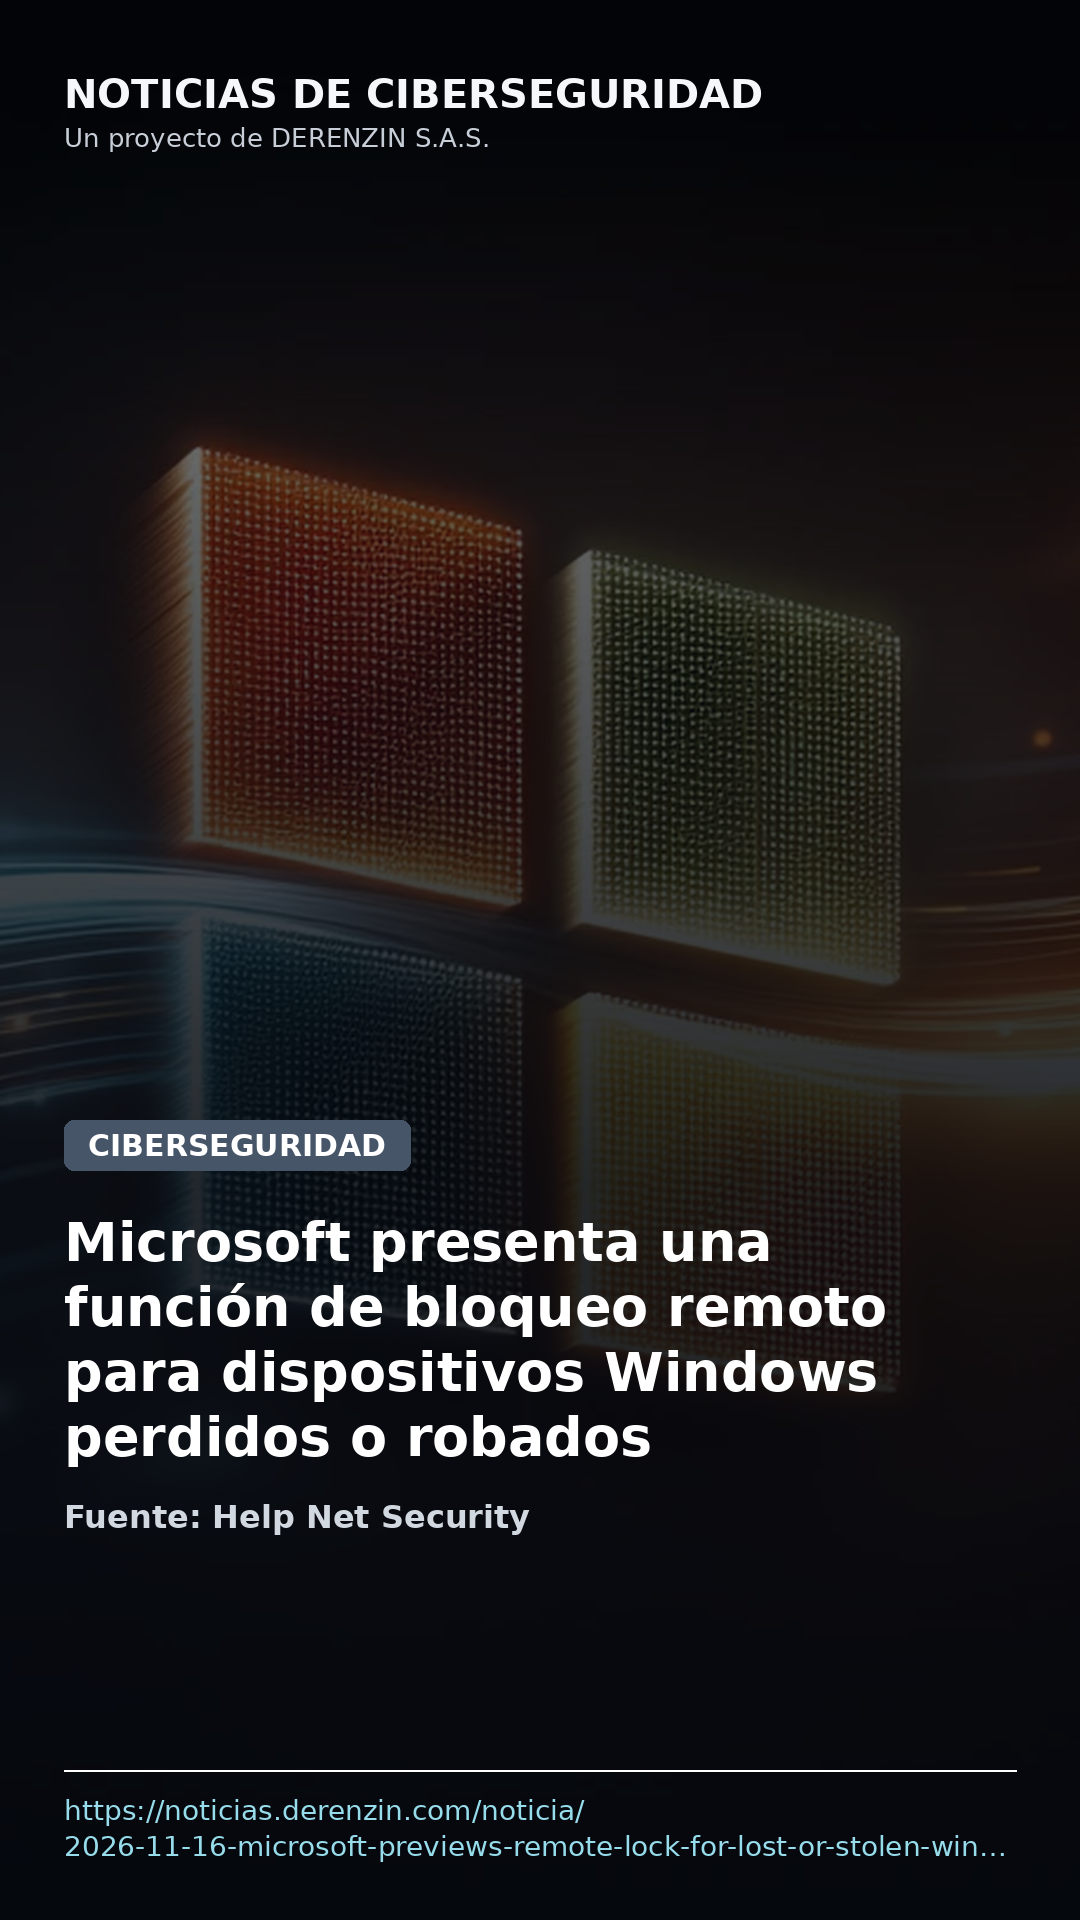 NOTICIAS DE CIBERSEGURIDAD
Un proyecto de DERENZIN S.A.S.
CIBERSEGURIDAD
Microsoft presenta una
función de bloqueo remoto
para dispositivos Windows
perdidos o robados
Fuente: Help Net Security
https://noticias.derenzin.com/noticia/
2026-11-16-microsoft-previews-remote-lock-for-lost-or-stolen-win…